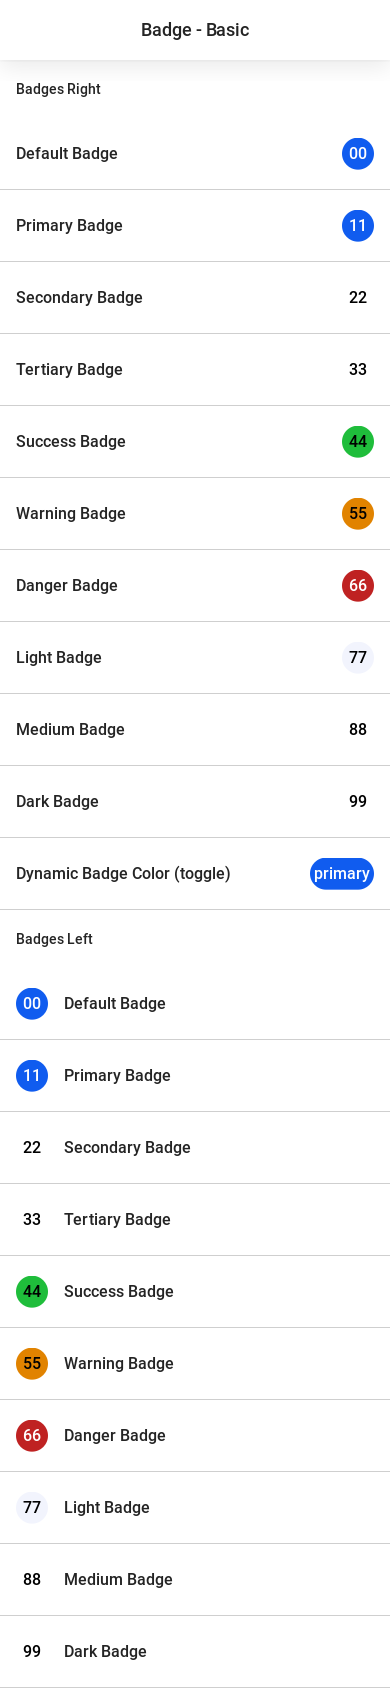 Badge - Basic
Badges Right
Default Badge 00
Primary Badge 11
Secondary Badge 22
Tertiary Badge 33
Success Badge 44
Warning Badge 55
Danger Badge 66
Light Badge 77
Medium Badge 88
Dark Badge 99
Dynamic Badge Color (toggle) primary
Badges Left
00 Default Badge
11 Primary Badge
22 Secondary Badge
33 Tertiary Badge
44 Success Badge
55 Warning Badge
66 Danger Badge
77 Light Badge
88 Medium Badge
99 Dark Badge